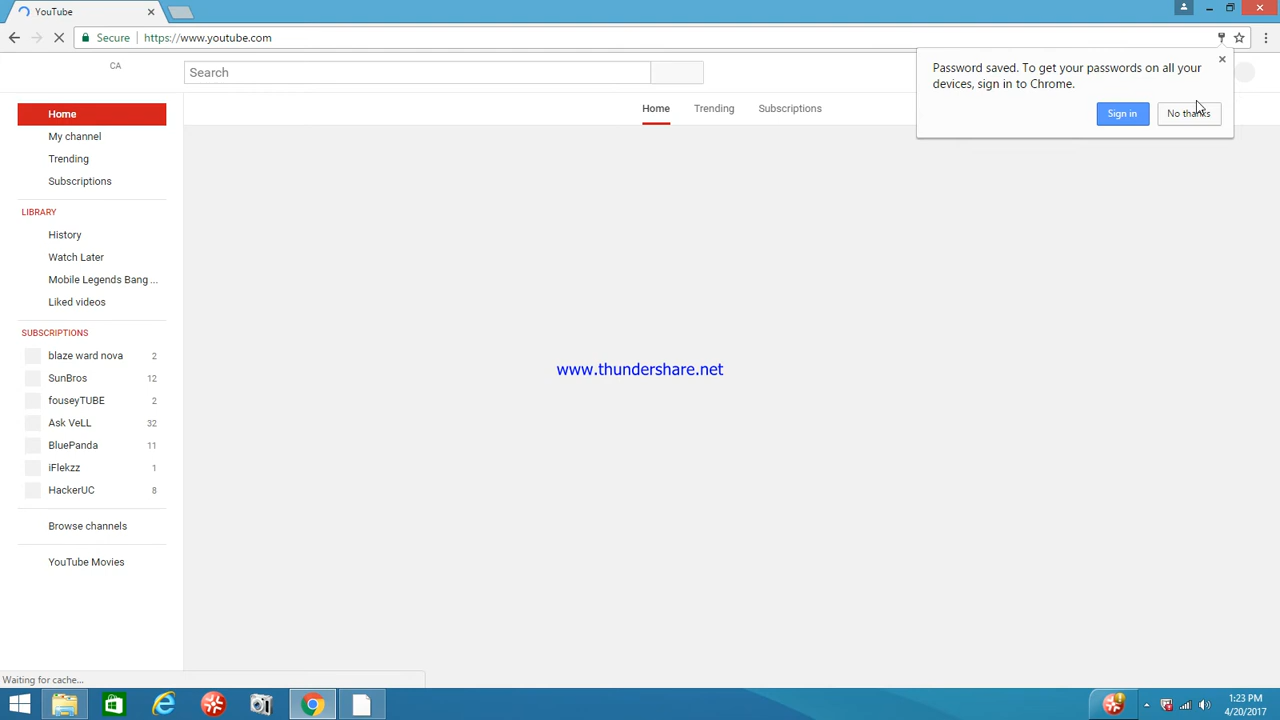 YouTube
Secure
https://www.youtube.com
CA
Search
Password saved. To get your passwords on all your
devices, sign in to Chrome.
Sign in
No thanks
Home
Trending
Subscriptions
Home
My channel
Trending
Subscriptions
LIBRARY
History
Watch Later
Mobile Legends Bang ...
Liked videos
SUBSCRIPTIONS
blaze ward nova 2
SunBros 12
fouseyTUBE 2
Ask VeLL 32
BluePanda 11
iFlekzz 1
HackerUC 8
Browse channels
YouTube Movies
www.thundershare.net
Waiting for cache...
1:23 PM
4/20/2017